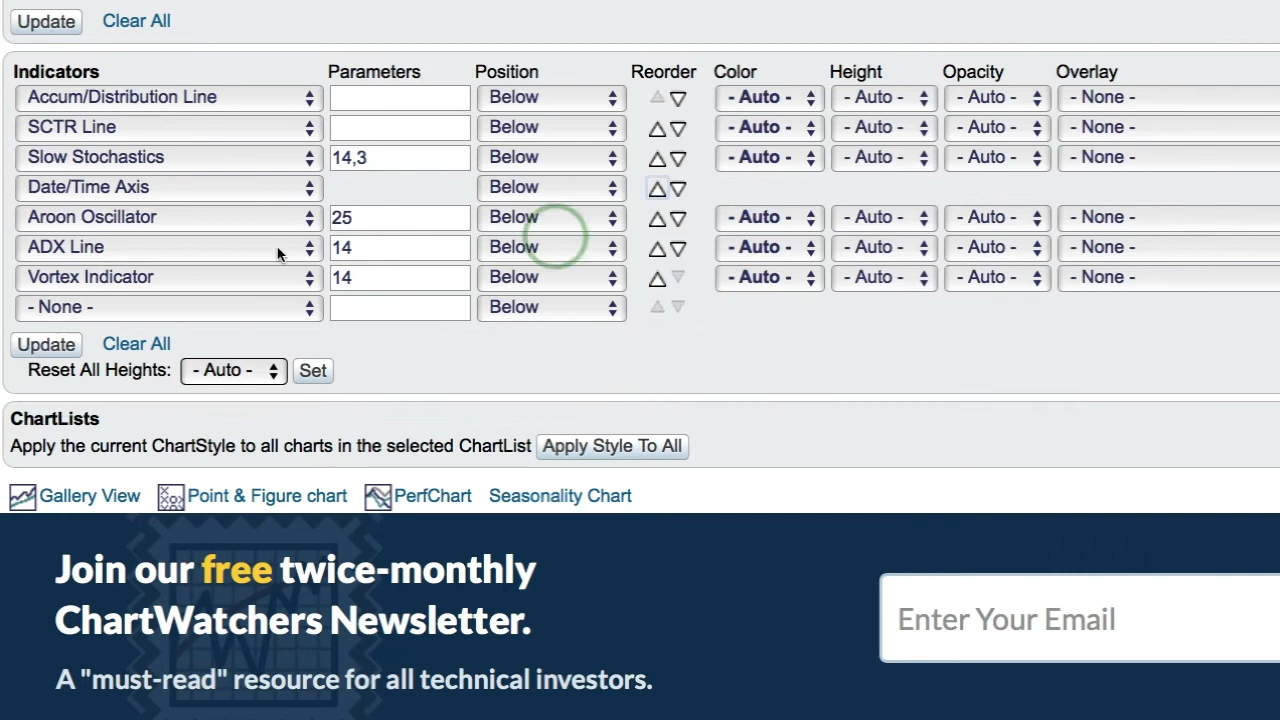 Update Clear All
Indicators Parameters Position Reorder Color Height Opacity Overlay
Accum/Distribution Line Below - Auto - - Auto - - Auto - - None -
SCTR Line Below - Auto - - Auto - - Auto - - None -
Slow Stochastics 14,3 Below - Auto - - Auto - - Auto - - None -
Date/Time Axis Below
Aroon Oscillator 25 Below - Auto - - Auto - - Auto - - None -
ADX Line 14 Below - Auto - - Auto - - Auto - - None -
Vortex Indicator 14 Below - Auto - - Auto - - Auto - - None -
- None - Below
Update Clear All
Reset All Heights: - Auto - Set
ChartLists
Apply the current ChartStyle to all charts in the selected ChartList Apply Style To All
Gallery View Point & Figure chart PerfChart Seasonality Chart
Join our free twice-monthly
ChartWatchers Newsletter.
Enter Your Email
A "must-read" resource for all technical investors.